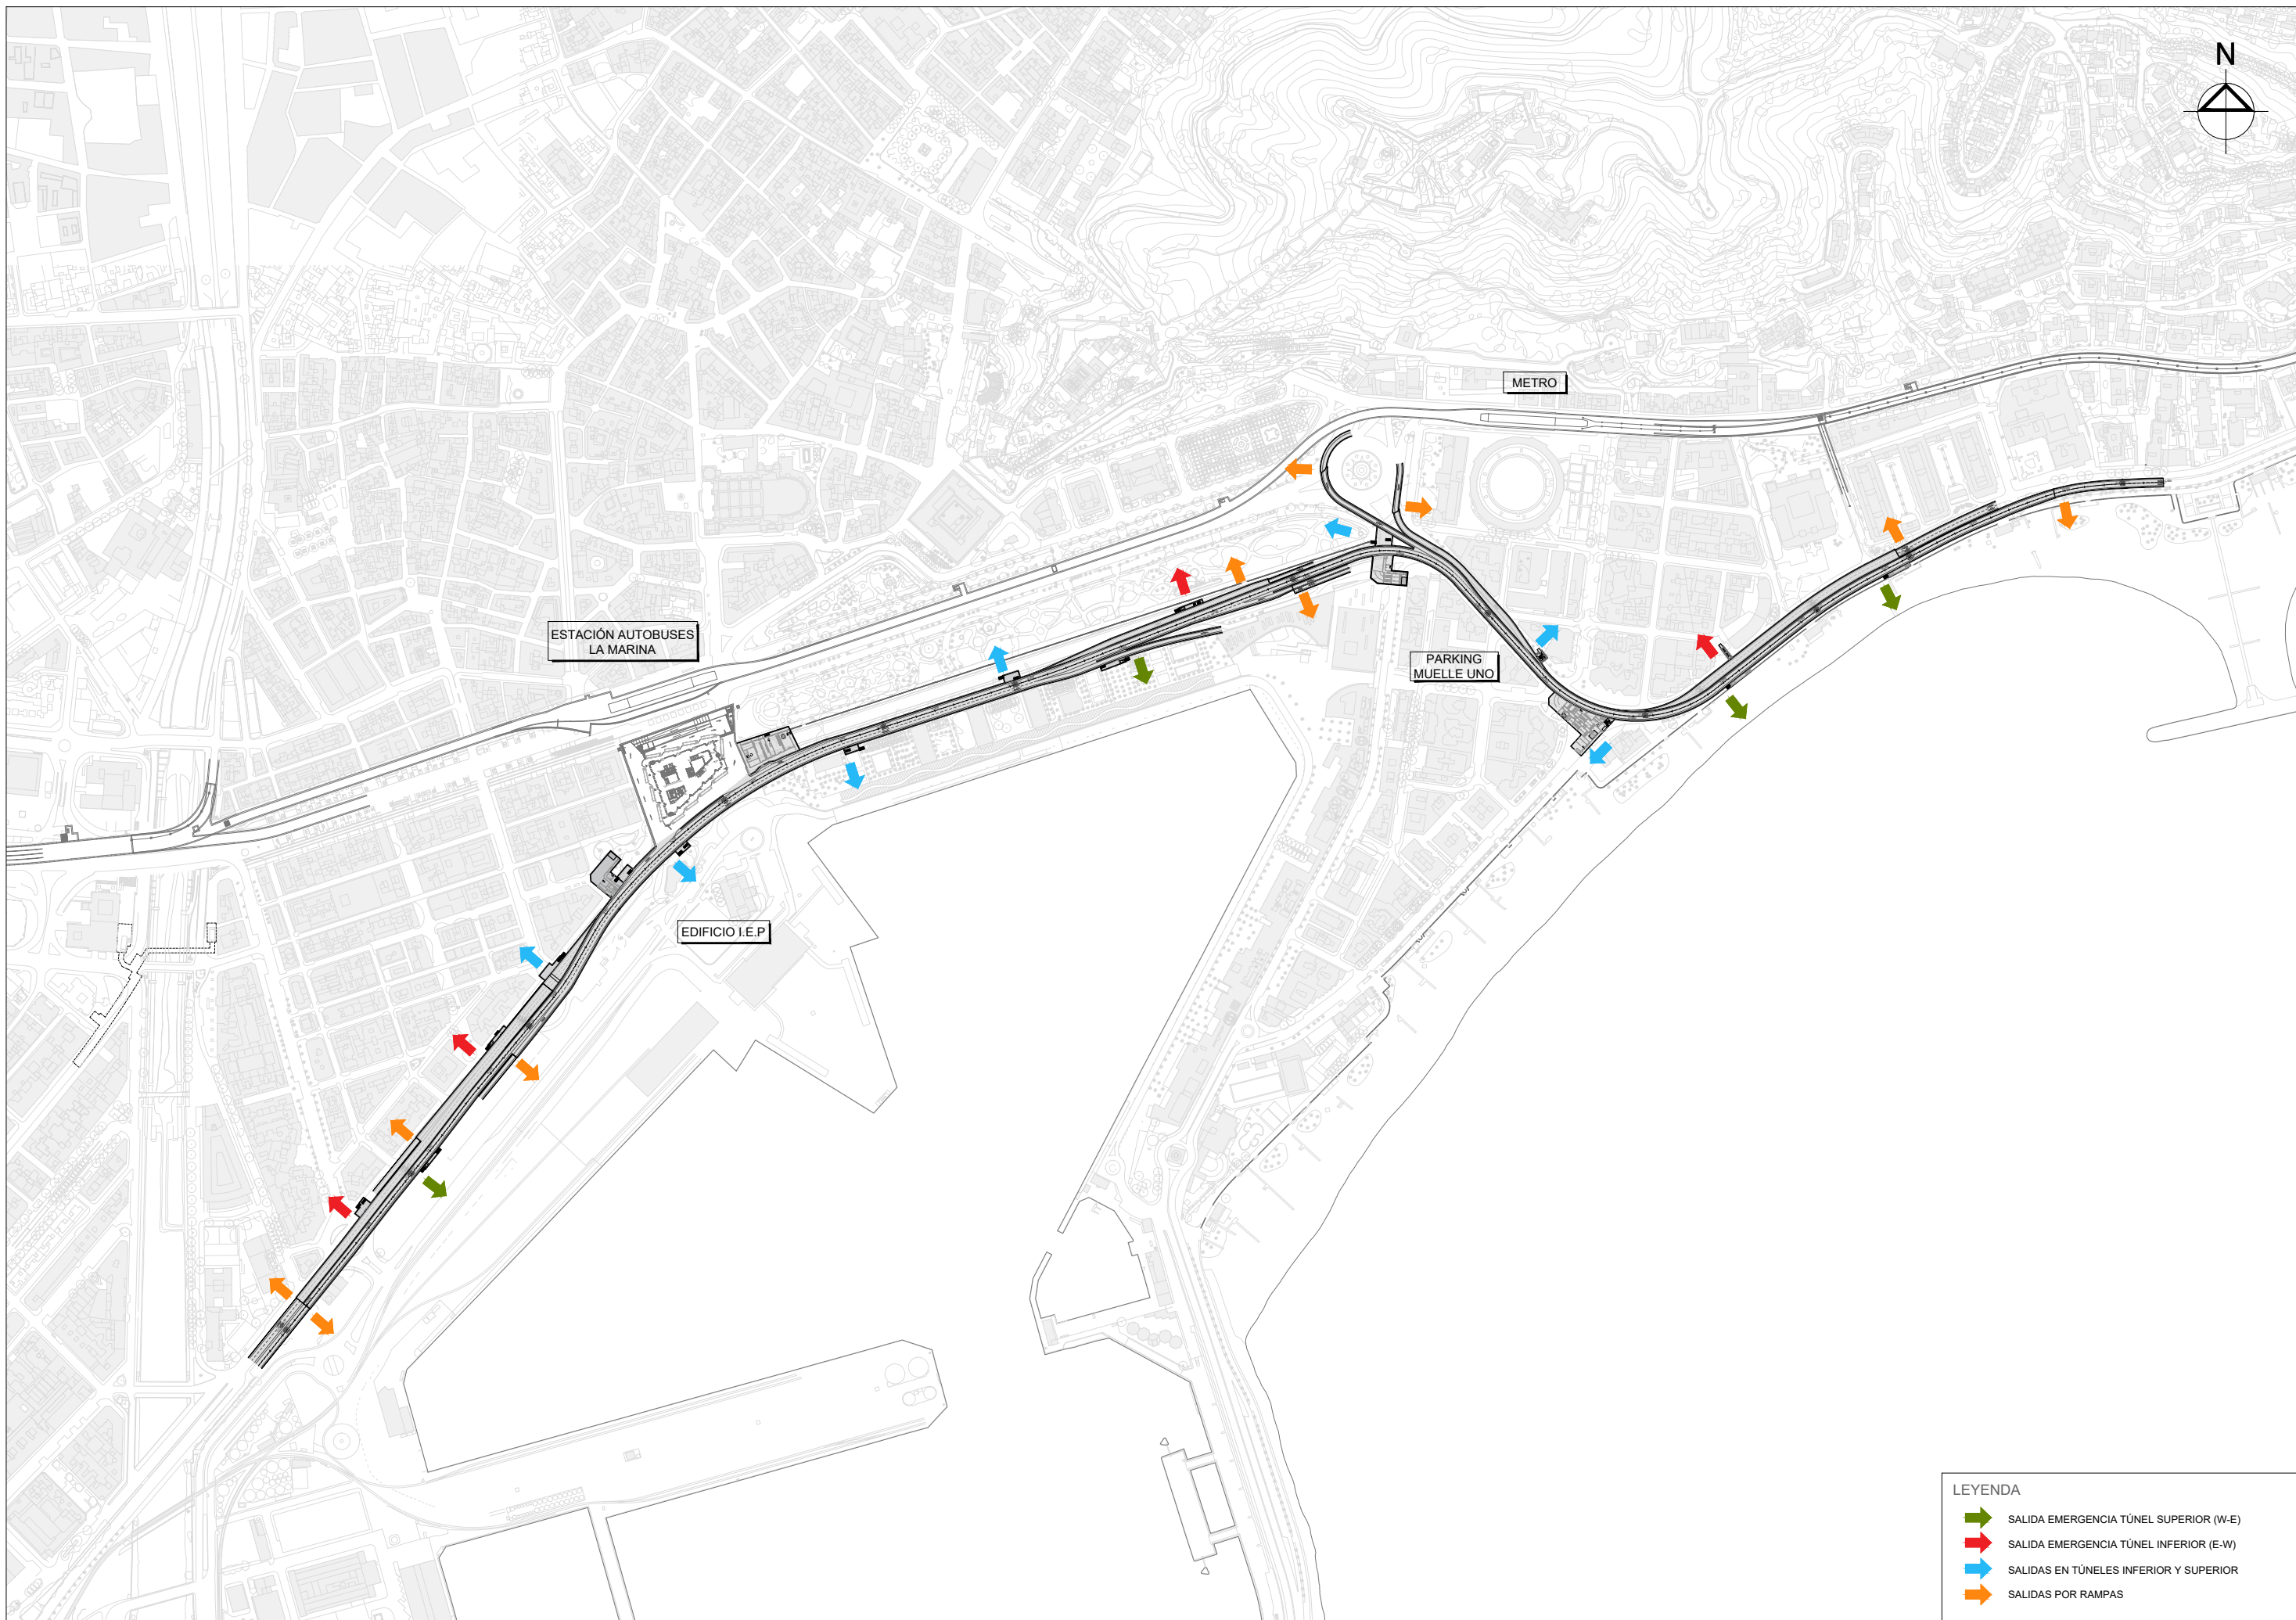 N
METRO
ESTACIÓN AUTOBUSES
LA MARINA
PARKING
MUELLE UNO
EDIFICIO I.E.P
LEYENDA
SALIDA EMERGENCIA TÚNEL SUPERIOR (W-E)
SALIDA EMERGENCIA TÚNEL INFERIOR (E-W)
SALIDAS EN TÚNELES INFERIOR Y SUPERIOR
SALIDAS POR RAMPAS